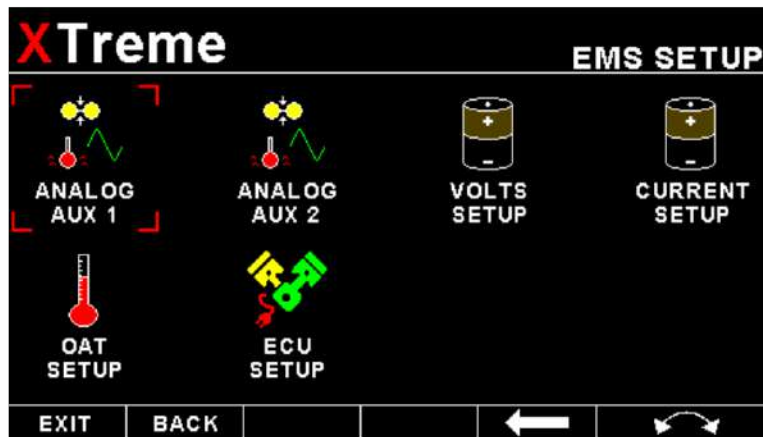 XTreme
EMS SETUP
ANALOG
AUX 1
ANALOG
AUX 2
VOLTS
SETUP
CURRENT
SETUP
OAT
SETUP
ECU
SETUP
EXIT
BACK